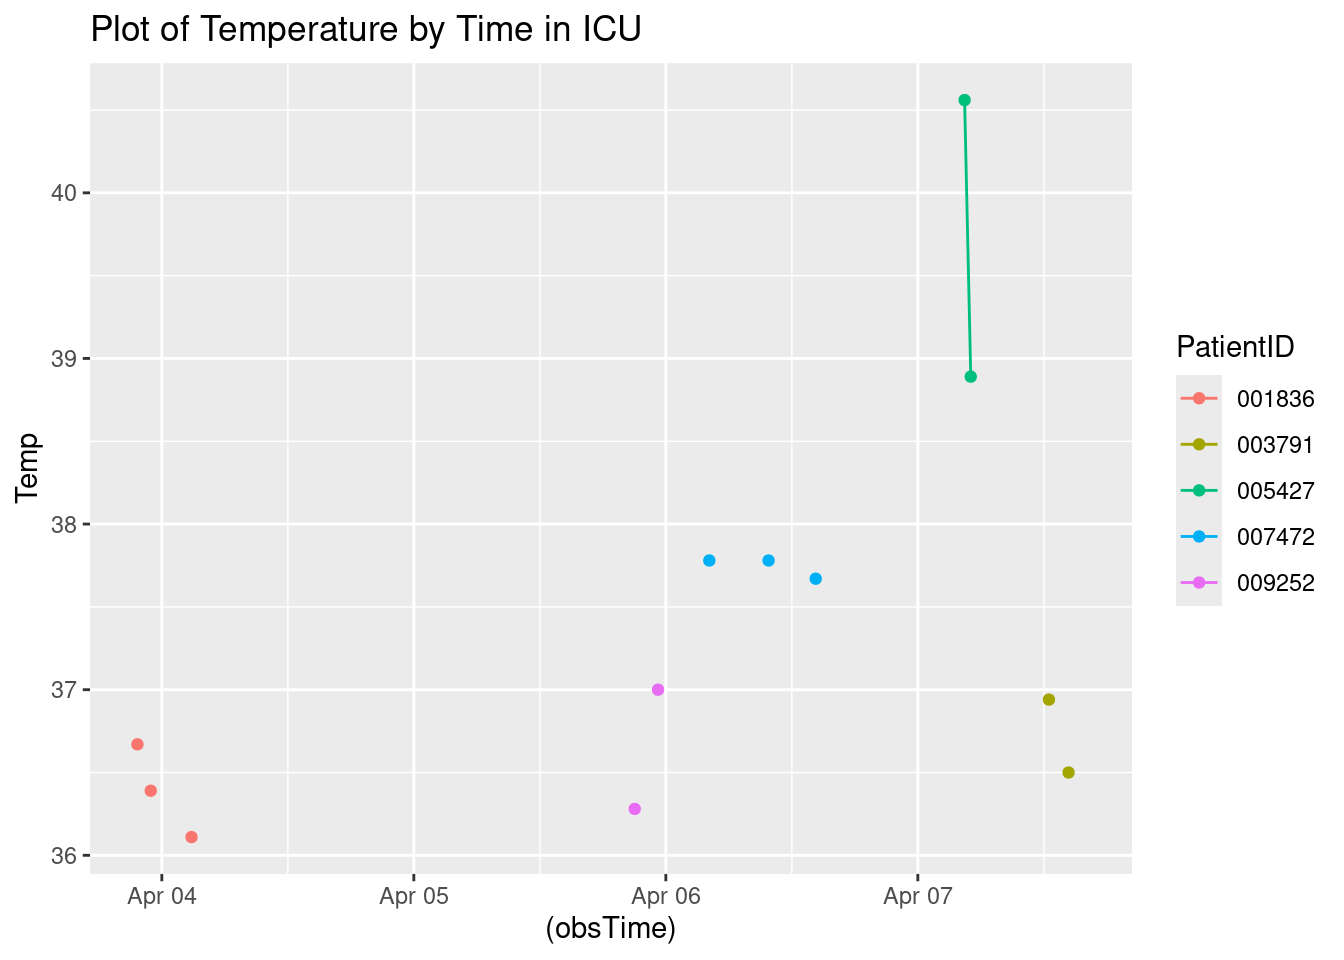 Plot of Temperature by Time in ICU
40
39
38
37
36
Temp
Apr 04
Apr 05
Apr 06
Apr 07
(obsTime)
PatientID
001836
003791
005427
007472
009252